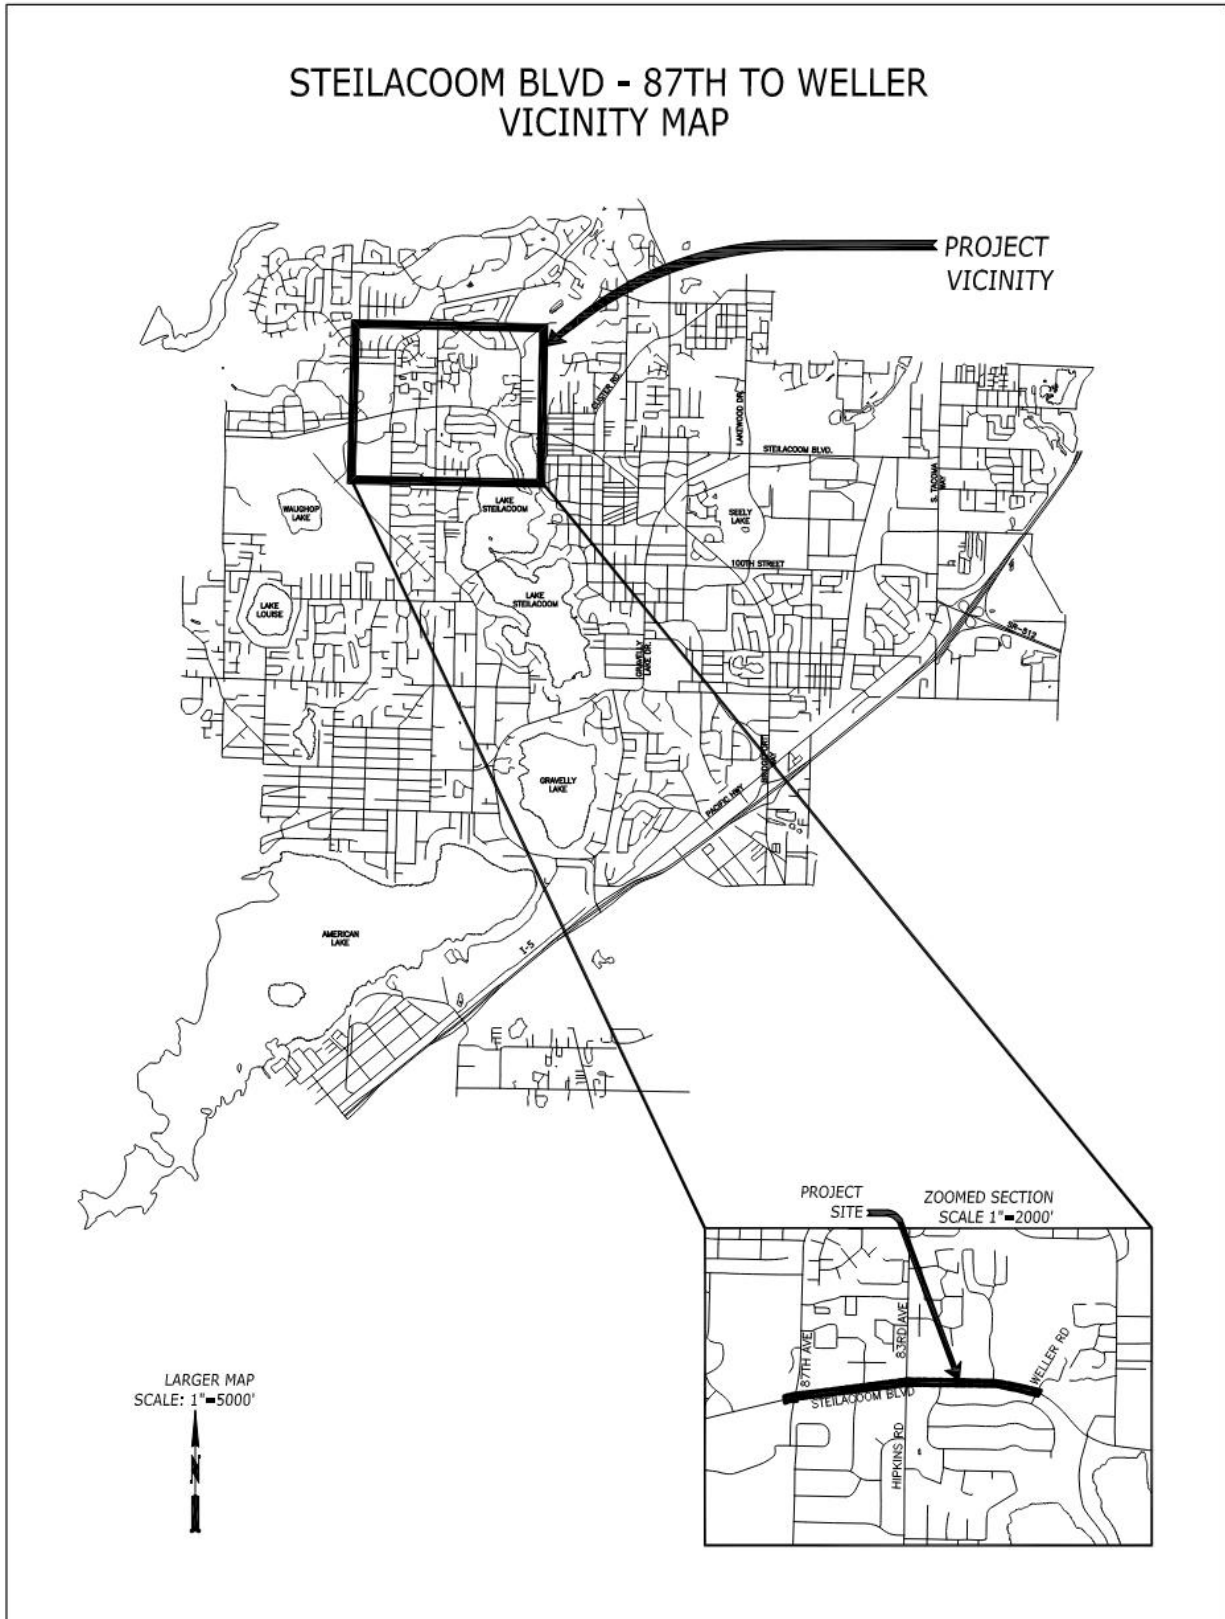 STEILACOOM BLVD - 87TH TO WELLER
VICINITY MAP
PROJECT
VICINITY
CUSTER RD
LAKEWOOD DR.
STEILACOOM BLVD.
S. TACOMA
WAY
WAUGHOP
LAKE
LAKE
STEILACOOM
SEELY
LAKE
100TH STREET
LAKE
LOUISE
LAKE
STEILACOOM
SR-512
GRAVELLY
LAKE DR.
BRIDGEPORT
WAY
GRAVELLY
LAKE
PACIFIC HWY
AMERICAN
LAKE
I-5
PROJECT
SITE
ZOOMED SECTION
SCALE 1"=2000'
87TH AVE
83RD AVE
WELLER RD
STEILACOOM BLVD
HIPKINS RD
LARGER MAP
SCALE: 1"=5000'
N